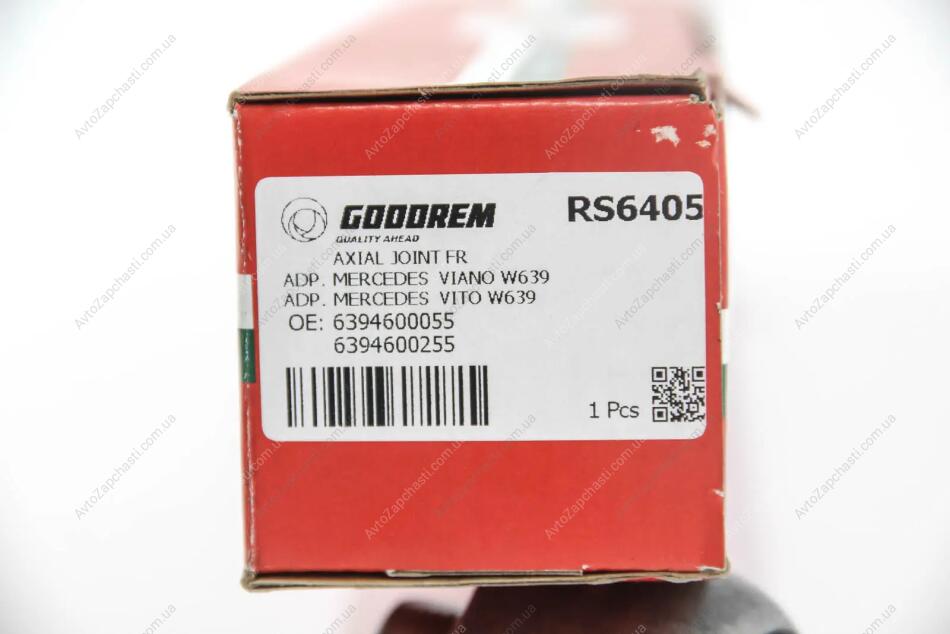 GOODREM
QUALITY AHEAD
RS6405
AXIAL JOINT FR
ADP. MERCEDES VIANO W639
ADP. MERCEDES VITO W639
OE: 6394600055
6394600255
1 Pcs
AvtoZapchasti.com.ua